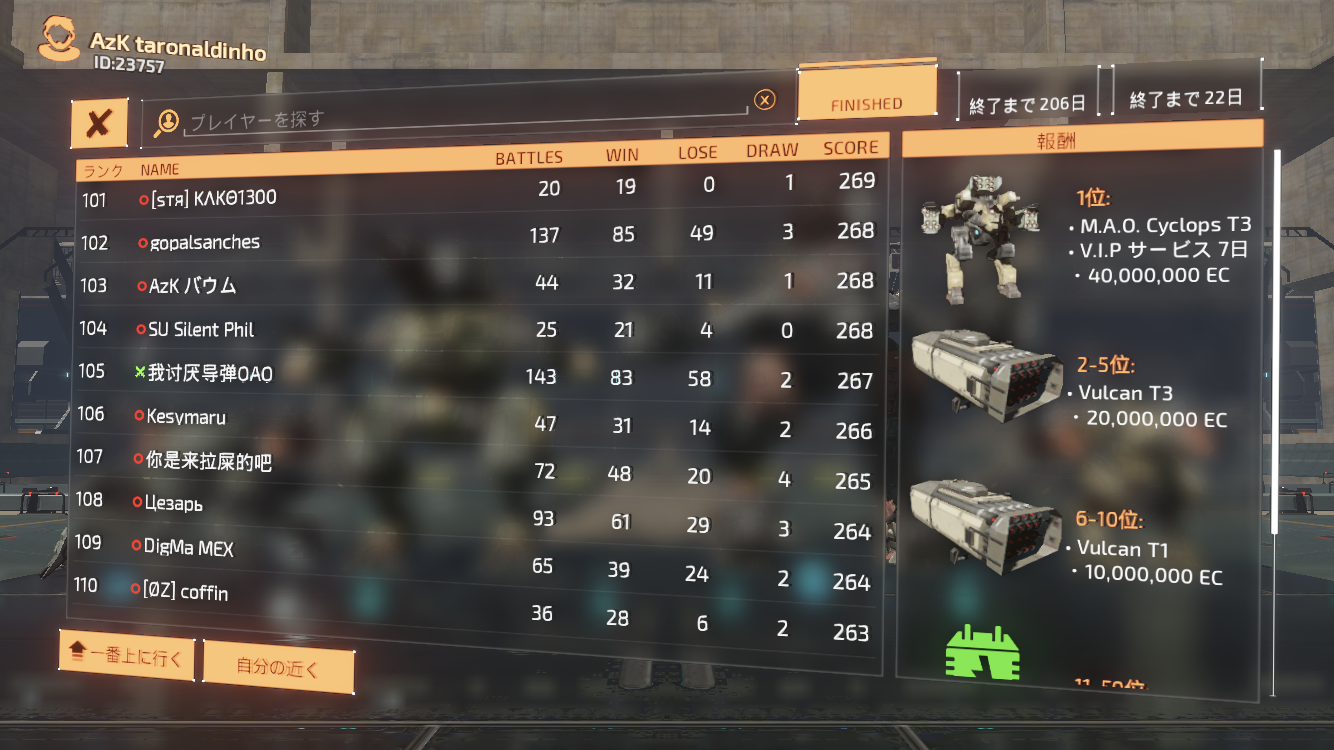 AzK taronaldinho
ID:23757
プレイヤーを探す
FINISHED
終了まで 206日
終了まで 22日
ランク NAME BATTLES WIN LOSE DRAW SCORE
101 [sтя] KΛKΘ1300 20 19 0 1 269
102 gopalsanches 137 85 49 3 268
103 AzK バウム 44 32 11 1 268
104 SU Silent Phil 25 21 4 0 268
105 我讨厌导弹OAO 143 83 58 2 267
106 Kesymaru 47 31 14 2 266
107 你是来拉屎的吧 72 48 20 4 265
108 Цезарь 93 61 29 3 264
109 DigMa MEX 65 39 24 2 264
110 [ØZ] coffin 36 28 6 2 263
一番上に行く
自分の近く
報酬
1位:
• M.A.O. Cyclops T3
• V.I.P サービス 7日
• 40,000,000 EC
2-5位:
• Vulcan T3
• 20,000,000 EC
6-10位:
• Vulcan T1
• 10,000,000 EC
11-50位: